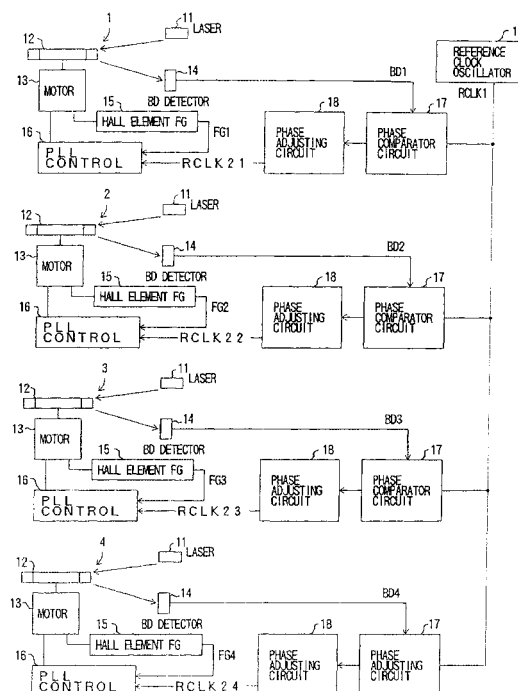 1
11
LASER
12
13
MOTOR
14
BD DETECTOR
BD1
15
HALL ELEMENT FG
FG1
16
PLL
CONTROL
RCLK21
18
PHASE
ADJUSTING
CIRCUIT
17
PHASE
COMPARATOR
CIRCUIT
REFERENCE
CLOCK
OSCILLATOR
RCLK1
2
11
LASER
12
13
MOTOR
14
BD DETECTOR
BD2
15
HALL ELEMENT FG
FG2
16
PLL
CONTROL
RCLK22
18
PHASE
ADJUSTING
CIRCUIT
17
PHASE
COMPARATOR
CIRCUIT
3
11
LASER
12
13
MOTOR
14
BD DETECTOR
BD3
15
HALL ELEMENT FG
FG3
16
PLL
CONTROL
RCLK23
18
PHASE
ADJUSTING
CIRCUIT
17
PHASE
COMPARATOR
CIRCUIT
4
11
LASER
12
13
MOTOR
14
BD DETECTOR
BD4
15
HALL ELEMENT FG
FG4
16
PLL
CONTROL
RCLK24
18
PHASE
ADJUSTING
CIRCUIT
17
PHASE
ADJUSTING
CIRCUIT